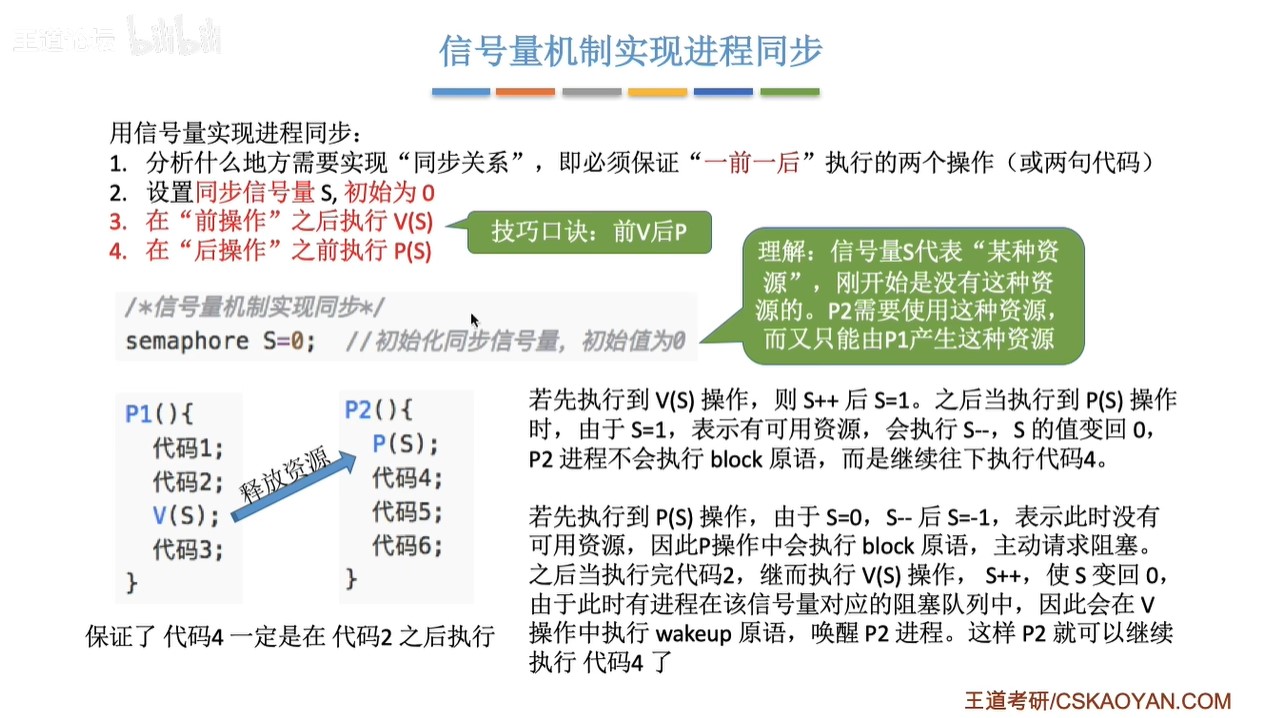 王道论坛 bilibili
信号量机制实现进程同步
用信号量实现进程同步：
1. 分析什么地方需要实现“同步关系”，即必须保证“一前一后”执行的两个操作（或两句代码）
2. 设置同步信号量 S, 初始为 0
3. 在“前操作”之后执行 V(S)
4. 在“后操作”之前执行 P(S)
技巧口诀：前V后P
理解：信号量S代表“某种资
源”，刚开始是没有这种资
源的。P2需要使用这种资源，
而又只能由P1产生这种资源
/*信号量机制实现同步*/
semaphore S=0; //初始化同步信号量，初始值为0
P1(){
代码1;
代码2;
V(S);
代码3;
}
释放资源
P2(){
P(S);
代码4;
代码5;
代码6;
}
保证了 代码4 一定是在 代码2 之后执行
若先执行到 V(S) 操作，则 S++ 后 S=1。之后当执行到 P(S) 操作
时，由于 S=1，表示有可用资源，会执行 S--，S 的值变回 0，
P2 进程不会执行 block 原语，而是继续往下执行代码4。
若先执行到 P(S) 操作，由于 S=0，S-- 后 S=-1，表示此时没有
可用资源，因此P操作中会执行 block 原语，主动请求阻塞。
之后当执行完代码2，继而执行 V(S) 操作， S++，使 S 变回 0，
由于此时有进程在该信号量对应的阻塞队列中，因此会在 V
操作中执行 wakeup 原语，唤醒 P2 进程。这样 P2 就可以继续
执行 代码4 了
王道考研/CSKAOYAN.COM